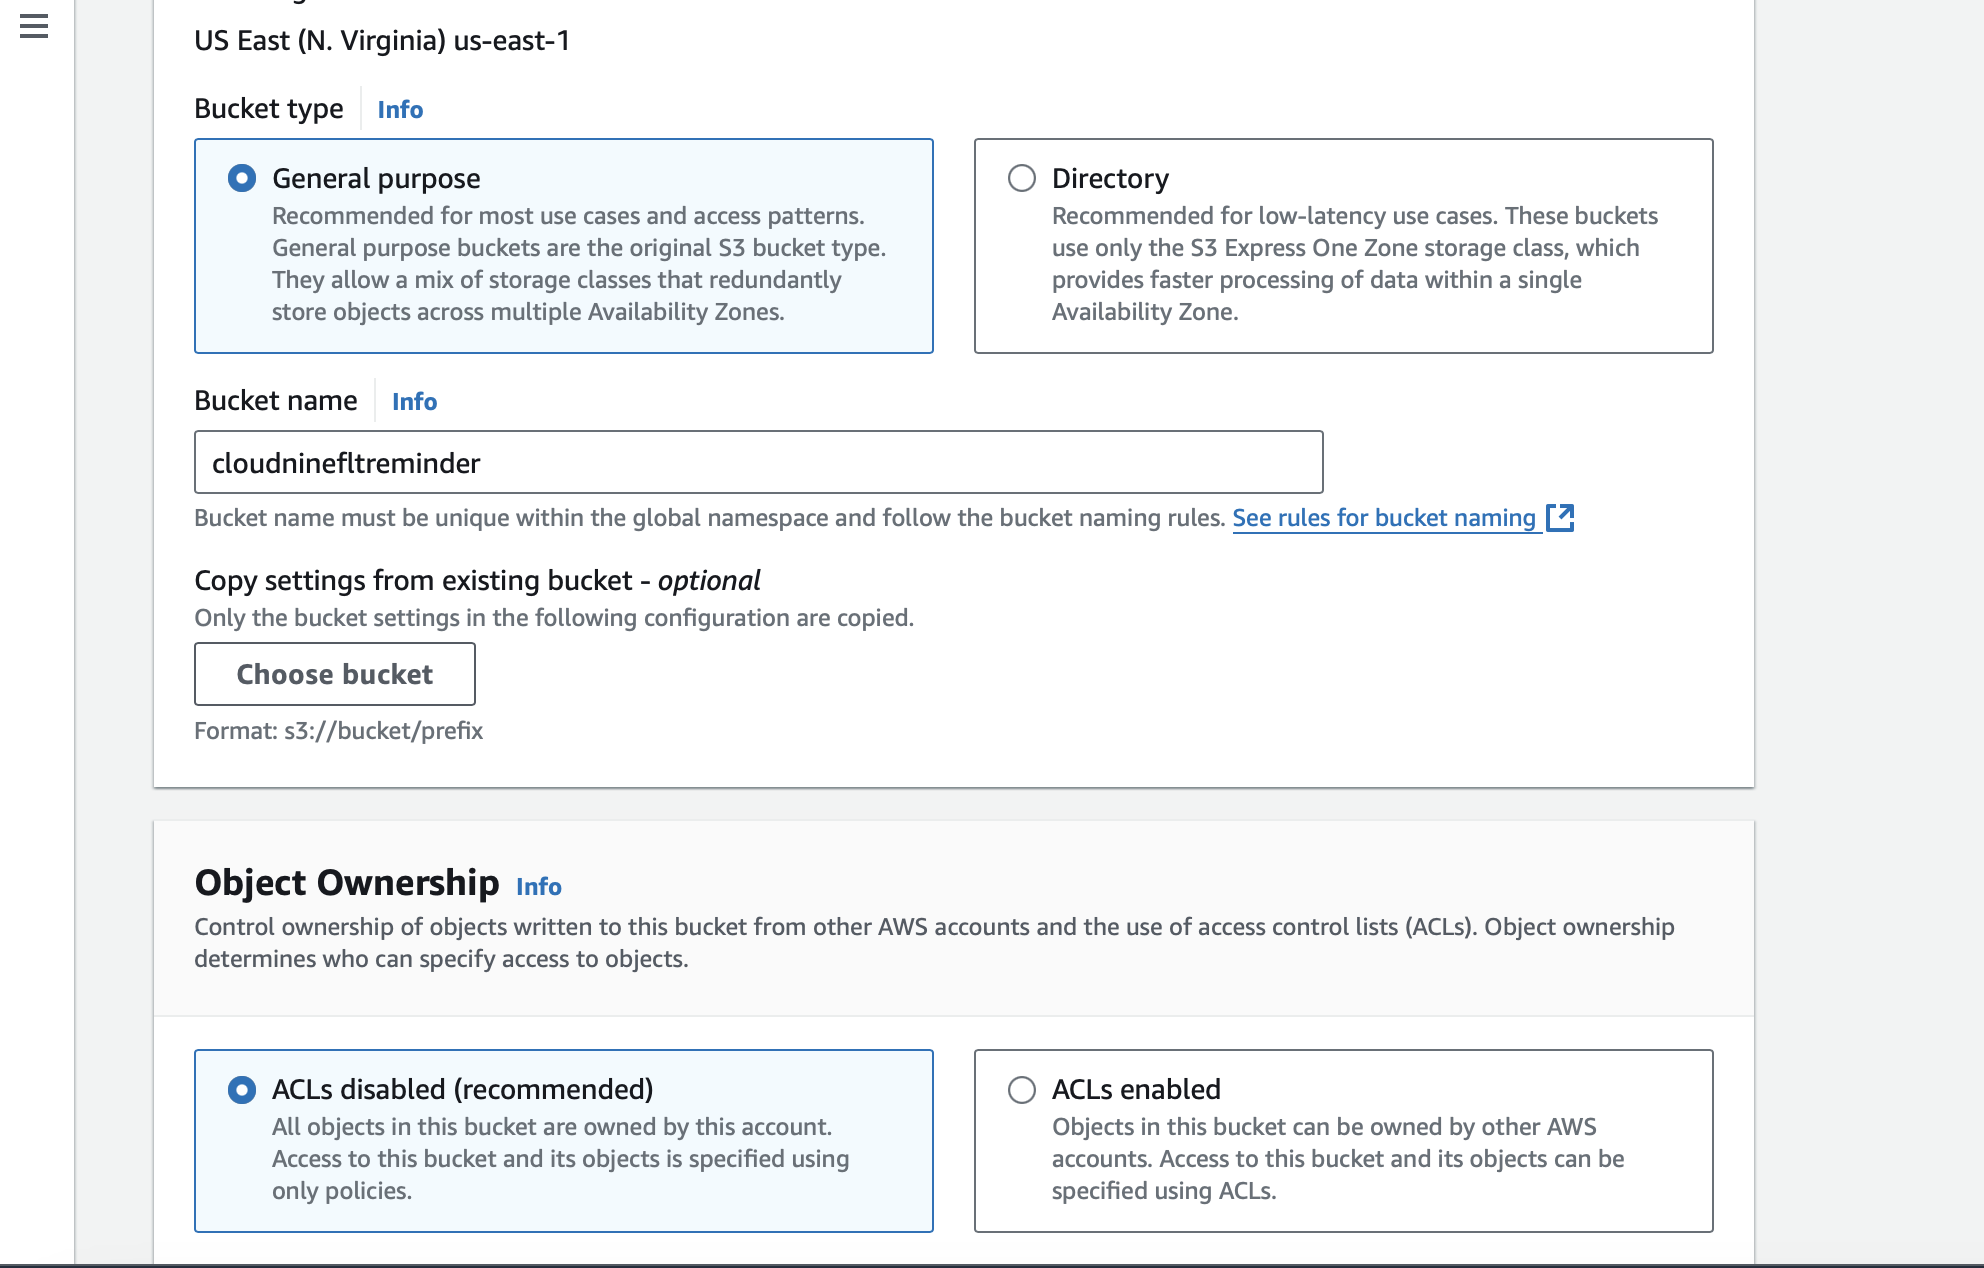 US East (N. Virginia) us-east-1
Bucket type
Info
General purpose
Recommended for most use cases and access patterns.
General purpose buckets are the original S3 bucket type.
They allow a mix of storage classes that redundantly
store objects across multiple Availability Zones.
Directory
Recommended for low-latency use cases. These buckets
use only the S3 Express One Zone storage class, which
provides faster processing of data within a single
Availability Zone.
Bucket name
Info
cloudninefltreminder
Bucket name must be unique within the global namespace and follow the bucket naming rules. See rules for bucket naming
Copy settings from existing bucket - optional
Only the bucket settings in the following configuration are copied.
Choose bucket
Format: s3://bucket/prefix
Object Ownership Info
Control ownership of objects written to this bucket from other AWS accounts and the use of access control lists (ACLs). Object ownership
determines who can specify access to objects.
ACLs disabled (recommended)
All objects in this bucket are owned by this account.
Access to this bucket and its objects is specified using
only policies.
ACLs enabled
Objects in this bucket can be owned by other AWS
accounts. Access to this bucket and its objects can be
specified using ACLs.